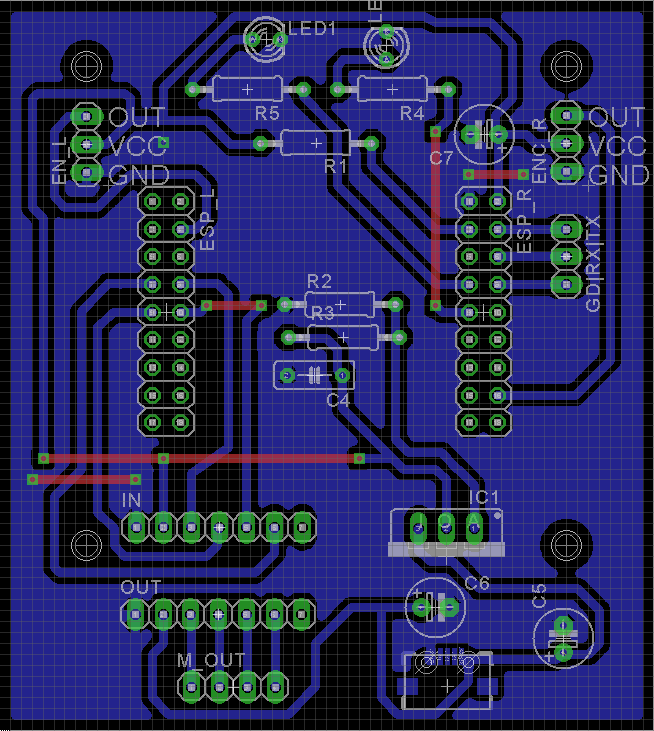 LED1
LE
R5
R4
OUT
VCC
GND
EN_L
R1
C7
ENC_R
OUT
VCC
GND
ESP_L
ESP_R
GD|RX|TX
R2
R3
C4
IN
IC1
OUT
C6
C5
M_OUT